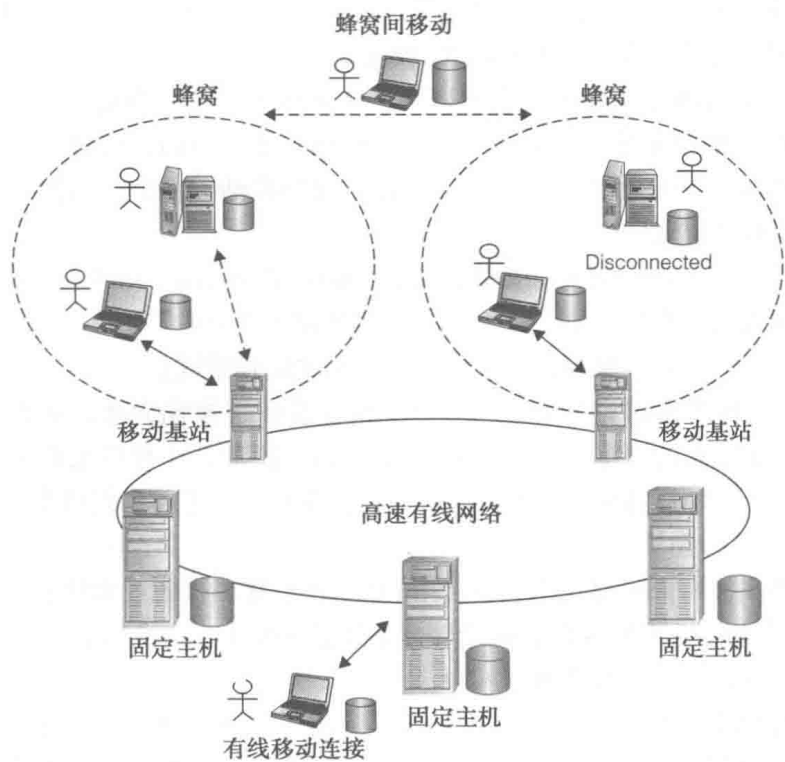 蜂窝间移动
蜂窝
蜂窝
Disconnected
移动基站
移动基站
高速有线网络
固定主机
固定主机
固定主机
有线移动连接